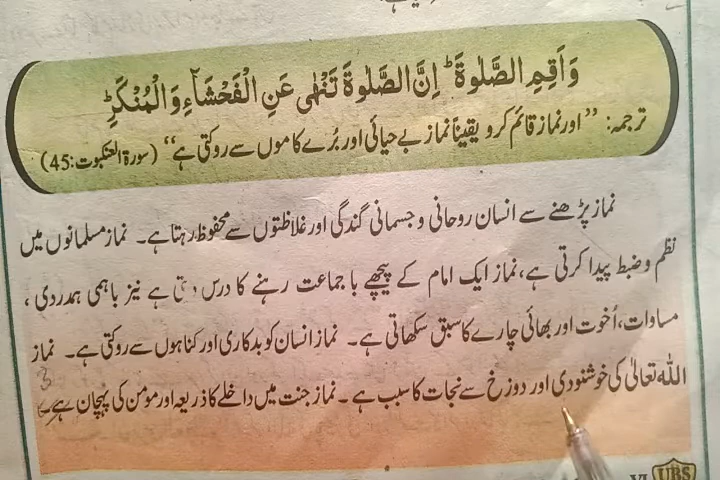 وَاَقِمِ الصَّلٰوةَ ؕ اِنَّ الصَّلٰوةَ تَنْهٰى عَنِ الْفَحْشَآءِ وَ الْمُنْكَرِ ؕ
ترجمہ: ’’اور نماز قائم کرو یقیناً نماز بے حیائی اور بُرے کاموں سے روکتی ہے‘‘ (سورۃ العنکبوت:45)
نماز پڑھنے سے انسان روحانی و جسمانی گندگی اور غلاظتوں سے محفوظ رہتا ہے۔ نماز مسلمانوں میں
نظم و ضبط پیدا کرتی ہے، نماز ایک امام کے پیچھے با جماعت رہنے کا درس دیتی ہے نیز باہمی ہمدردی ،
مساوات، اُخوت اور بھائی چارے کا سبق سکھاتی ہے۔ نماز انسان کو بدکاری اور گناہوں سے روکتی ہے۔ نماز
اللہ تعالیٰ کی خوشنودی اور دوزخ سے نجات کا سبب ہے۔ نماز جنت میں داخلے کا ذریعہ اور مومن کی پہچان ہے۔
VI UBS